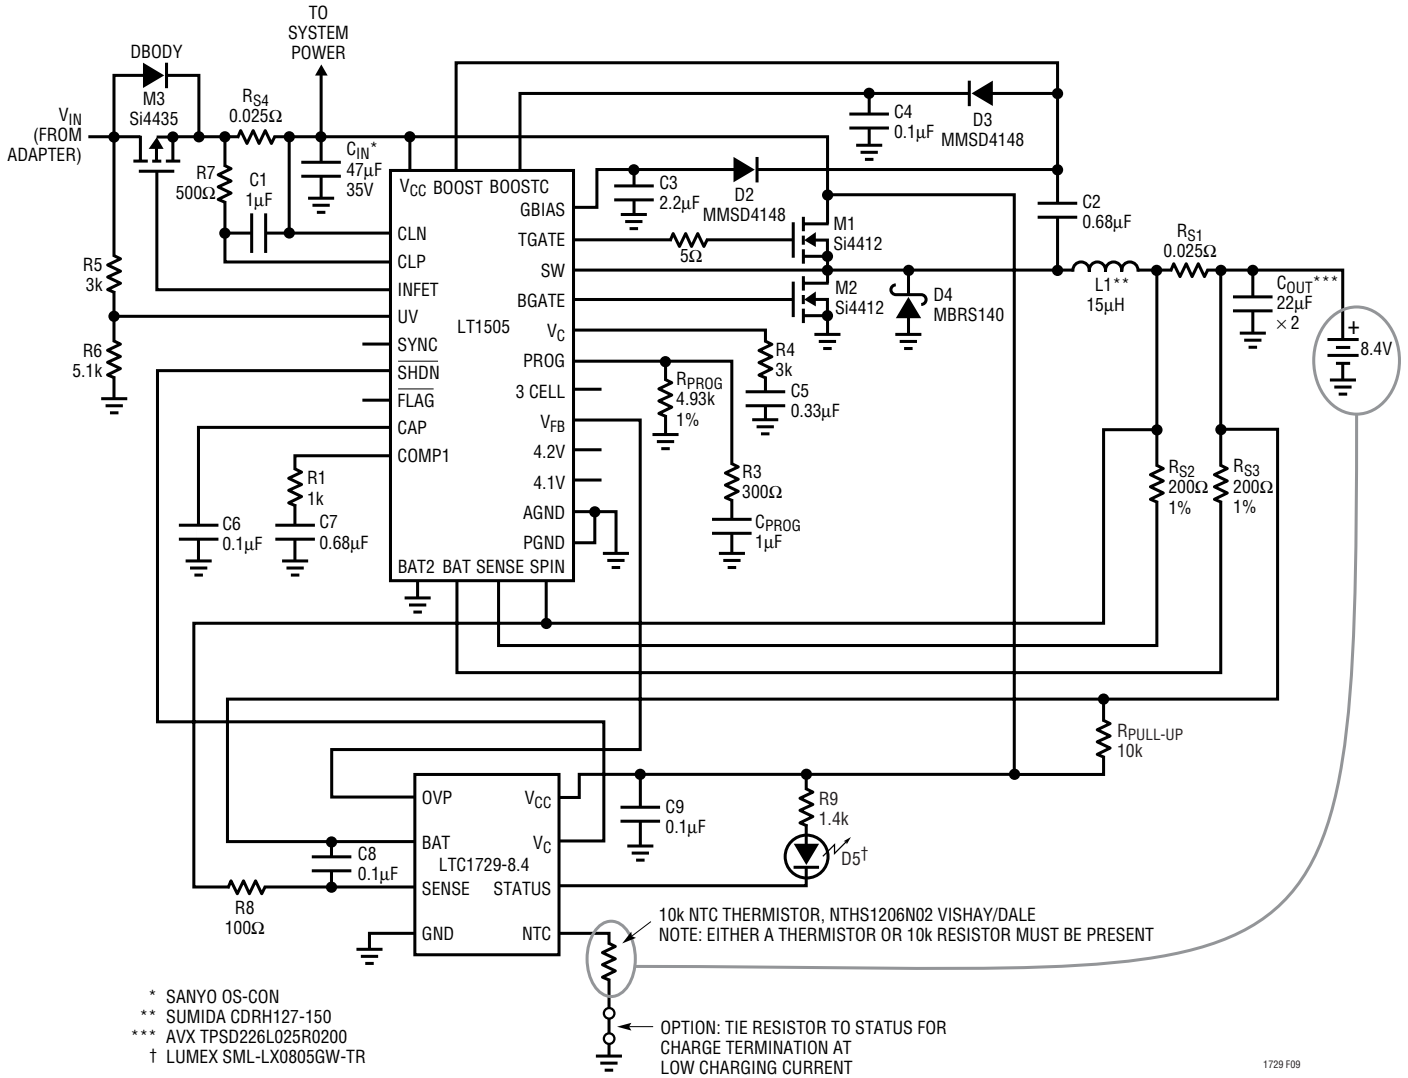 TO
SYSTEM
POWER
DBODY
M3
Si4435
VIN
(FROM
ADAPTER)
RS4
0.025Ω
CIN*
47µF
35V
R7
500Ω
C1
1µF
R5
3k
R6
5.1k
C4
0.1µF
D3
MMSD4148
C3
2.2µF
D2
MMSD4148
C2
0.68µF
M1
Si4412
5Ω
M2
Si4412
D4
MBRS140
L1**
15µH
RS1
0.025Ω
COUT***
22µF
× 2
+
8.4V
VCC BOOST BOOSTC
GBIAS
TGATE
SW
BGATE
VC
PROG
3 CELL
VFB
4.2V
4.1V
AGND
PGND
CLN
CLP
INFET
UV
SYNC
SHDN
FLAG
CAP
COMP1
LT1505
BAT2 BAT SENSE SPIN
R4
3k
C5
0.33µF
RPROG
4.93k
1%
R3
300Ω
CPROG
1µF
RS2
200Ω
1%
RS3
200Ω
1%
R1
1k
C6
0.1µF
C7
0.68µF
RPULL-UP
10k
OVP
BAT
SENSE
GND
VCC
VC
STATUS
NTC
LTC1729-8.4
C9
0.1µF
R9
1.4k
D5†
C8
0.1µF
R8
100Ω
10k NTC THERMISTOR, NTHS1206N02 VISHAY/DALE
NOTE: EITHER A THERMISTOR OR 10k RESISTOR MUST BE PRESENT
OPTION: TIE RESISTOR TO STATUS FOR
CHARGE TERMINATION AT
LOW CHARGING CURRENT
* SANYO OS-CON
** SUMIDA CDRH127-150
*** AVX TPSD226L025R0200
† LUMEX SML-LX0805GW-TR
1729 F09